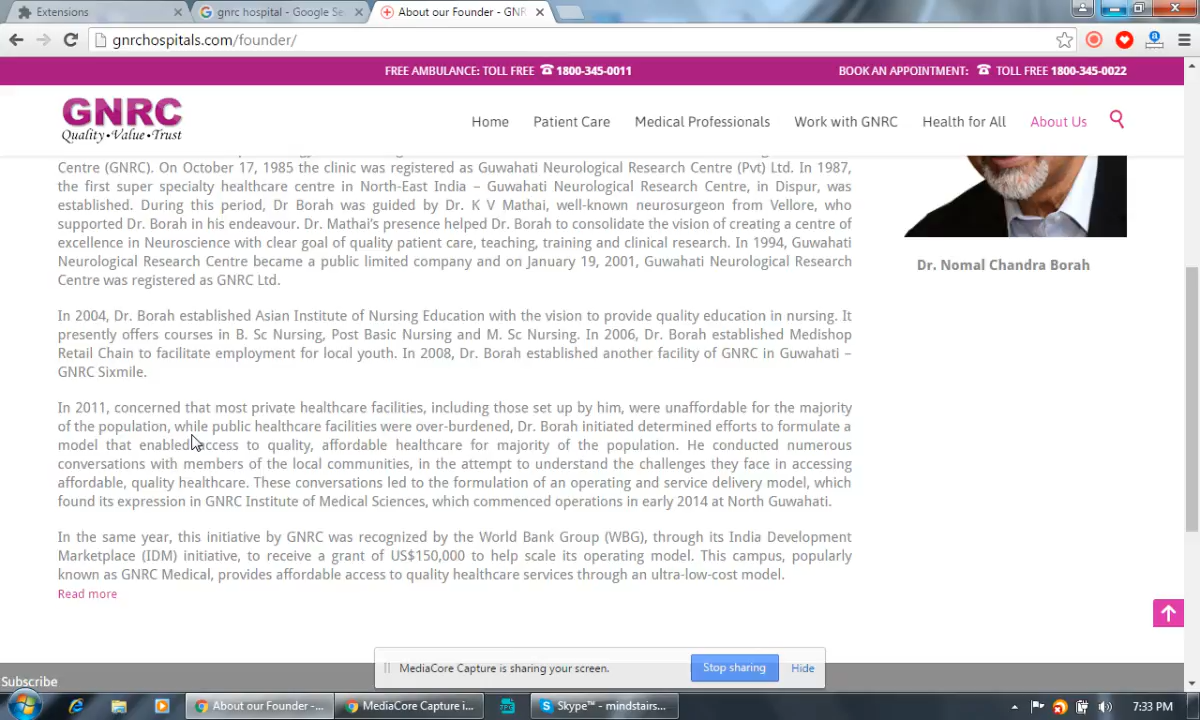 Extensions
gnrc hospital - Google Se
About our Founder - GNR
gnrchospitals.com/founder/
FREE AMBULANCE: TOLL FREE 1800-345-0011
BOOK AN APPOINTMENT: TOLL FREE 1800-345-0022
GNRC
Quality•Value•Trust
Home
Patient Care
Medical Professionals
Work with GNRC
Health for All
About Us
Centre (GNRC). On October 17, 1985 the clinic was registered as Guwahati Neurological Research Centre (Pvt) Ltd. In 1987,
the first super specialty healthcare centre in North-East India – Guwahati Neurological Research Centre, in Dispur, was
established. During this period, Dr Borah was guided by Dr. K V Mathai, well-known neurosurgeon from Vellore, who
supported Dr. Borah in his endeavour. Dr. Mathai's presence helped Dr. Borah to consolidate the vision of creating a centre of
excellence in Neuroscience with clear goal of quality patient care, teaching, training and clinical research. In 1994, Guwahati
Neurological Research Centre became a public limited company and on January 19, 2001, Guwahati Neurological Research
Centre was registered as GNRC Ltd.
Dr. Nomal Chandra Borah
In 2004, Dr. Borah established Asian Institute of Nursing Education with the vision to provide quality education in nursing. It
presently offers courses in B. Sc Nursing, Post Basic Nursing and M. Sc Nursing. In 2006, Dr. Borah established Medishop
Retail Chain to facilitate employment for local youth. In 2008, Dr. Borah established another facility of GNRC in Guwahati –
GNRC Sixmile.
In 2011, concerned that most private healthcare facilities, including those set up by him, were unaffordable for the majority
of the population, while public healthcare facilities were over-burdened, Dr. Borah initiated determined efforts to formulate a
model that enabled access to quality, affordable healthcare for majority of the population. He conducted numerous
conversations with members of the local communities, in the attempt to understand the challenges they face in accessing
affordable, quality healthcare. These conversations led to the formulation of an operating and service delivery model, which
found its expression in GNRC Institute of Medical Sciences, which commenced operations in early 2014 at North Guwahati.
In the same year, this initiative by GNRC was recognized by the World Bank Group (WBG), through its India Development
Marketplace (IDM) initiative, to receive a grant of US$150,000 to help scale its operating model. This campus, popularly
known as GNRC Medical, provides affordable access to quality healthcare services through an ultra-low-cost model.
Read more
MediaCore Capture is sharing your screen.
Stop sharing
Hide
Subscribe
About our Founder -...
MediaCore Capture i...
Skype™ - mindstairs...
7:33 PM